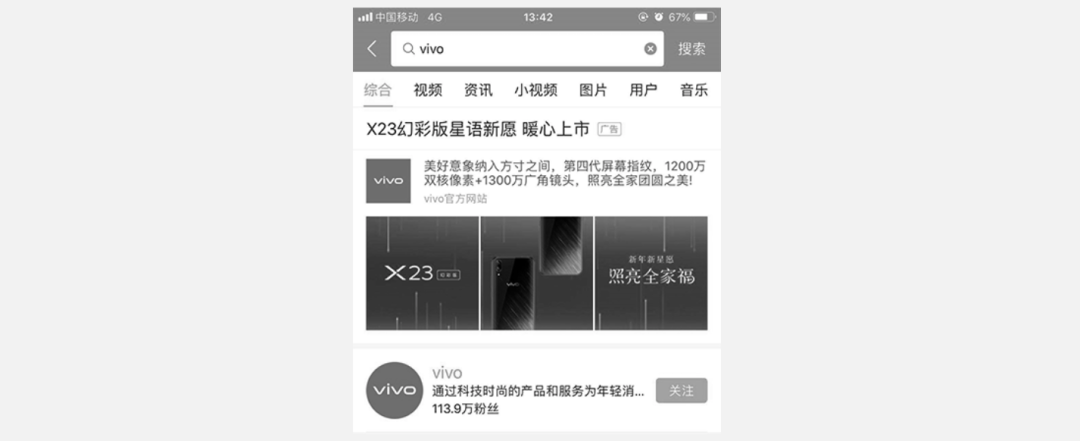 中国移动 4G 13:42 67%
vivo 搜索
综合 视频 资讯 小视频 图片 用户 音乐
X23幻彩版星语新愿 暖心上市 广告
vivo
美好意象纳入方寸之间，第四代屏幕指纹，1200万
双核像素+1300万广角镜头，照亮全家团圆之美!
vivo官方网站
X23 幻彩版
vivo
新年新星愿
照亮全家福
vivo
vivo
通过科技时尚的产品和服务为年轻消...
113.9万粉丝
关注